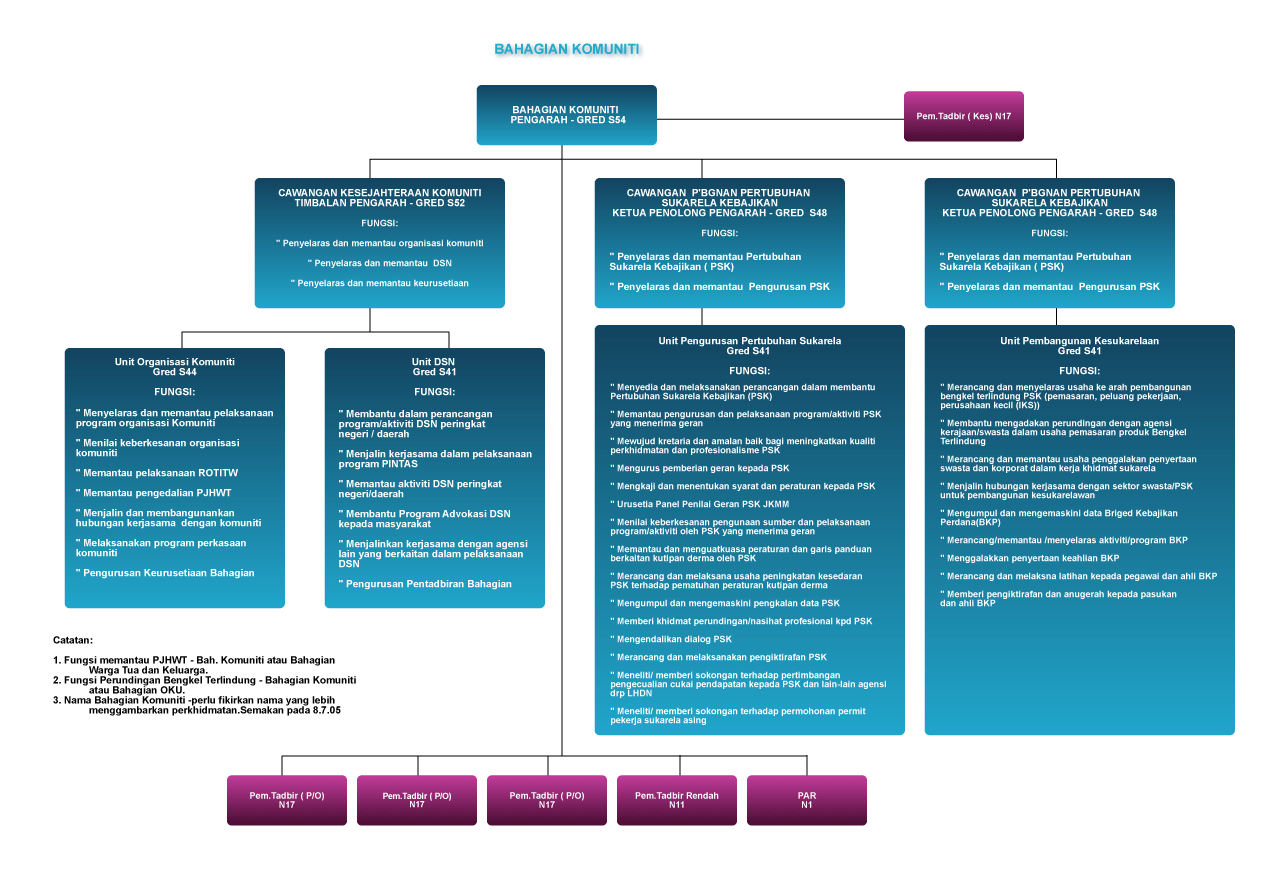 BAHAGIAN KOMUNITI
BAHAGIAN KOMUNITI
PENGARAH - GRED S54
Pem.Tadbir ( Kes) N17
CAWANGAN KESEJAHTERAAN KOMUNITI
TIMBALAN PENGARAH - GRED S52
FUNGSI:
" Penyelaras dan memantau organisasi komuniti
" Penyelaras dan memantau  DSN
" Penyelaras dan memantau keurusetiaan
CAWANGAN  P'BGNAN PERTUBUHAN
SUKARELA KEBAJIKAN
KETUA PENOLONG PENGARAH - GRED  S48
FUNGSI:
" Penyelaras dan memantau Pertubuhan
Sukarela Kebajikan ( PSK)
" Penyelaras dan memantau  Pengurusan PSK
CAWANGAN  P'BGNAN PERTUBUHAN
SUKARELA KEBAJIKAN
KETUA PENOLONG PENGARAH - GRED  S48
FUNGSI:
" Penyelaras dan memantau Pertubuhan
Sukarela Kebajikan ( PSK)
" Penyelaras dan memantau  Pengurusan PSK
Unit Organisasi Komuniti
Gred S44
FUNGSI:
" Menyelaras dan memantau pelaksanaan
program organisasi Komuniti
" Menilai keberkesanan organisasi
komuniti
" Memantau pelaksanaan ROTITW
" Memantau pengedalian PJHWT
" Menjalin dan membangunankan
hubungan kerjasama  dengan komuniti
" Melaksanakan program perkasaan
komuniti
" Pengurusan Keurusetiaan Bahagian
Unit DSN
Gred S41
FUNGSI:
" Membantu dalam perancangan
program/aktiviti DSN peringkat
negeri / daerah
" Menjalin kerjasama dalam pelaksanaan
program PINTAS
" Memantau aktiviti DSN peringkat
negeri/daerah
" Membantu Program Advokasi DSN
kepada masyarakat
" Menjalinkan kerjasama dengan agensi
lain yang berkaitan dalam pelaksanaan
DSN
" Pengurusan Pentadbiran Bahagian
Unit Pengurusan Pertubuhan Sukarela
Gred S41
FUNGSI:
" Menyedia dan melaksanakan perancangan dalam membantu
Pertubuhan Sukarela Kebajikan (PSK)
" Memantau pengurusan dan pelaksanaan program/aktiviti PSK
yang menerima geran
" Mewujud kretaria dan amalan baik bagi meningkatkan kualiti
perkhidmatan dan profesionalisme PSK
" Mengurus pemberian geran kepada PSK
" Mengkaji dan menentukan syarat dan peraturan kepada PSK
" Urusetia Panel Penilai Geran PSK JKMM
" Menilai keberkesanan pengunaan sumber dan pelaksanaan
program/aktiviti oleh PSK yang menerima geran
" Memantau dan menguatkuasa peraturan dan garis panduan
berkaitan kutipan derma oleh PSK
" Merancang dan melaksana usaha peningkatan kesedaran
PSK terhadap pematuhan peraturan kutipan derma
" Mengumpul dan mengemaskini pengkalan data PSK
" Memberi khidmat perundingan/nasihat profesional kpd PSK
" Mengendalikan dialog PSK
" Merancang dan melaksanakan pengiktirafan PSK
" Meneliti/ memberi sokongan terhadap pertimbangan
pengecualian cukai pendapatan kepada PSK dan lain-lain agensi
drp LHDN
" Meneliti/ memberi sokongan terhadap permohonan permit
pekerja sukarela asing
Unit Pembangunan Kesukarelaan
Gred S41
FUNGSI:
" Merancang dan menyelaras usaha ke arah pembangunan
bengkel terlindung PSK (pemasaran, peluang pekerjaan,
perusahaan kecil (IKS))
" Membantu mengadakan perundingan dengan agensi
kerajaan/swasta dalam usaha pemasaran produk Bengkel
Terlindung
" Merancang dan memantau usaha penggalakan penyertaan
swasta dan korporat dalam kerja khidmat sukarela
" Menjalin hubungan kerjasama dengan sektor swasta/PSK
untuk pembangunan kesukarelawan
" Mengumpul dan mengemaskini data Briged Kebajikan
Perdana(BKP)
" Merancang/memantau /menyelaras aktiviti/program BKP
" Menggalakkan penyertaan keahlian BKP
" Merancang dan melaksna latihan kepada pegawai dan ahli BKP
" Memberi pengiktirafan dan anugerah kepada pasukan
dan ahli BKP
Catatan:
1. Fungsi memantau PJHWT - Bah. Komuniti atau Bahagian
Warga Tua dan Keluarga.
2. Fungsi Perundingan Bengkel Terlindung - Bahagian Komuniti
atau Bahagian OKU.
3. Nama Bahagian Komuniti -perlu fikirkan nama yang lebih
menggambarkan perkhidmatan.Semakan pada 8.7.05
Pem.Tadbir ( P/O)
N17
Pem.Tadbir ( P/O)
N17
Pem.Tadbir ( P/O)
N17
Pem.Tadbir Rendah
N11
PAR
N1